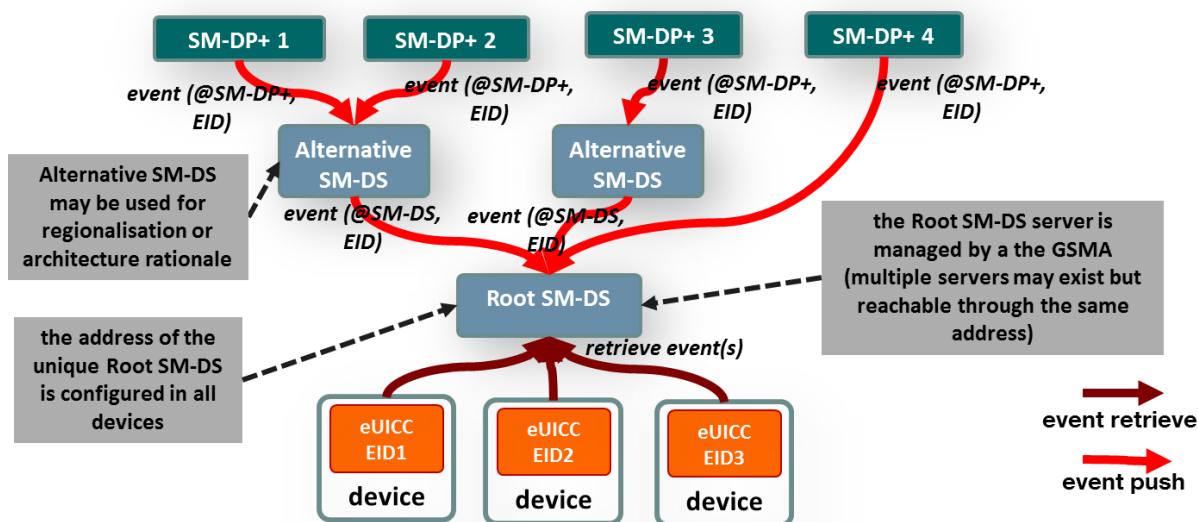 SM-DP+ 1
SM-DP+ 2
SM-DP+ 3
SM-DP+ 4
event (@SM-DP+,
EID)
event (@SM-DP+,
EID)
event (@SM-DP+,
EID)
event (@SM-DP+,
EID)
Alternative
SM-DS
Alternative
SM-DS
Alternative SM-DS
may be used for
regionalisation or
architecture rationale
event (@SM-DS,
EID)
event (@SM-DS,
EID)
the Root SM-DS server is
managed by a the GSMA
(multiple servers may exist but
reachable through the same
address)
Root SM-DS
the address of the
unique Root SM-DS
is configured in all
devices
retrieve event(s)
eUICC
EID1
device
eUICC
EID2
device
eUICC
EID3
device
event retrieve
event push